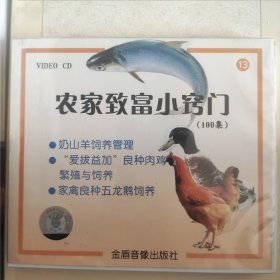 VIDEO CD
13
农家致富小窍门
(100集)
●奶山羊饲养管理
●“爱拔益加”良种肉鸡
繁殖与饲养
●家禽良种五龙鹅饲养
金盾音像出版社